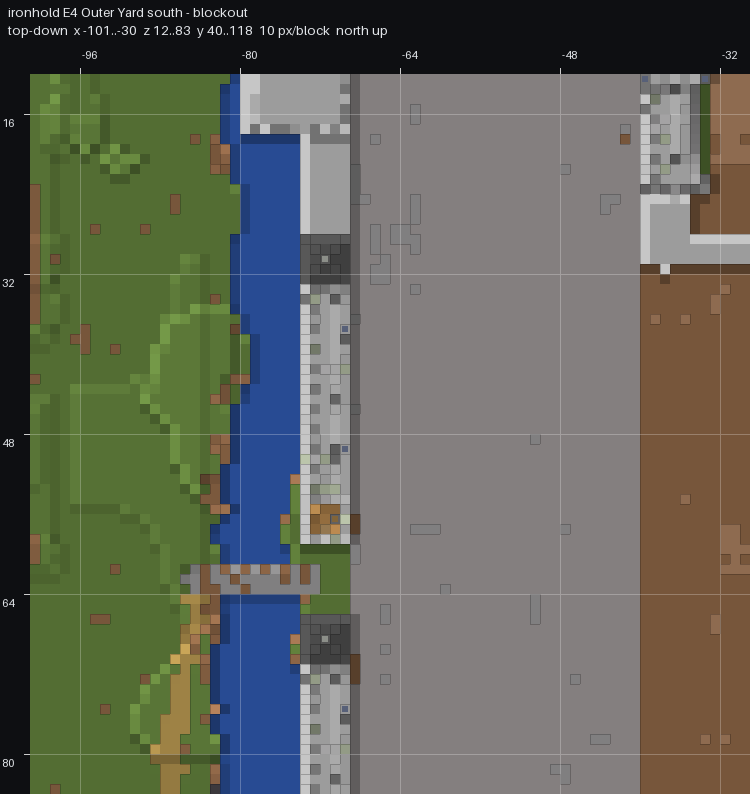 ironhold E4 Outer Yard south - blockout
top-down x -101..-30 z 12..83 y 40..118 10 px/block north up
-96 -80 -64 -48 -32
16
32
48
64
80